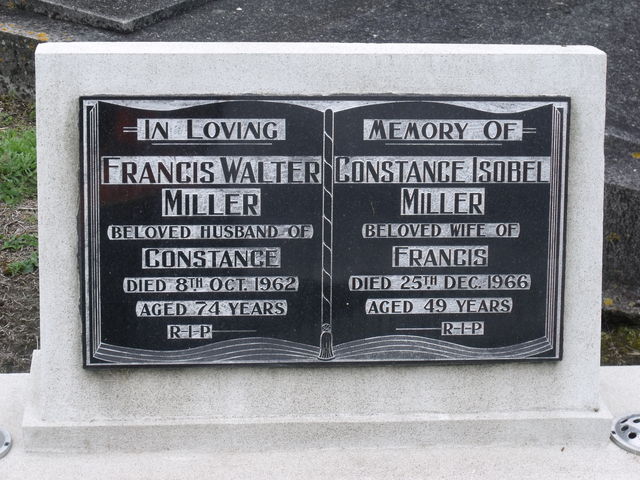 IN LOVING
FRANCIS WALTER
MILLER
BELOVED HUSBAND OF
CONSTANCE
DIED 8TH OCT. 1962
AGED 74 YEARS
R-I-P
MEMORY OF
CONSTANCE ISOBEL
MILLER
BELOVED WIFE OF
FRANCIS
DIED 25TH DEC. 1966
AGED 49 YEARS
R-I-P